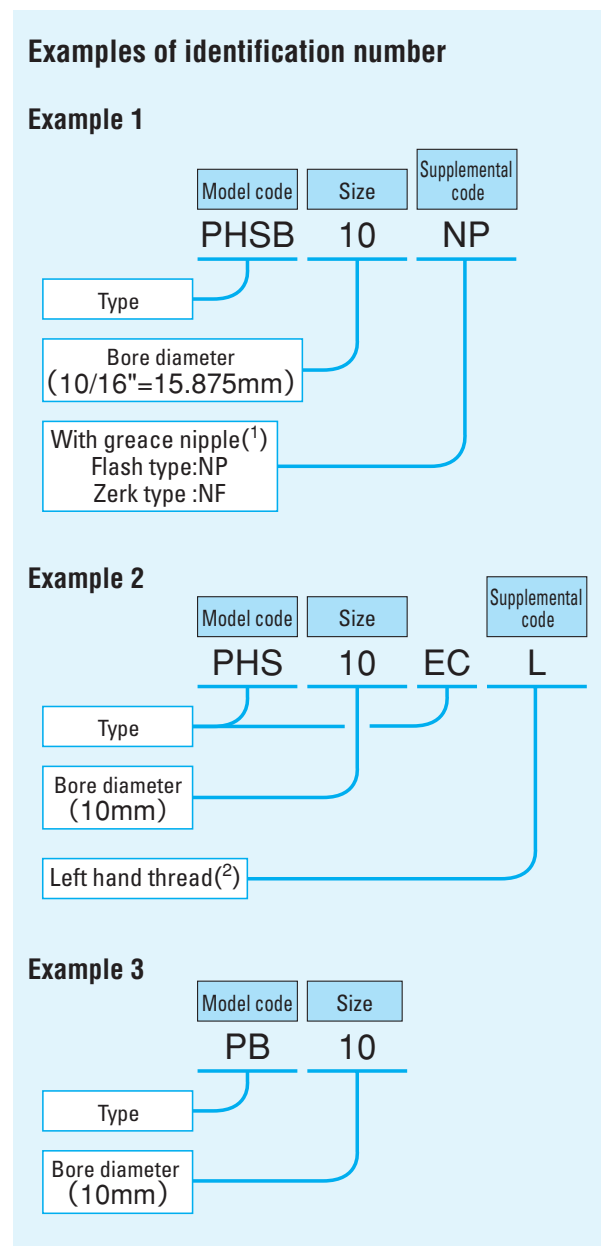 Examples of identification number
Example 1
Model code Size Supplemental code
PHSB 10 NP
Type
Bore diameter
(10/16"=15.875mm)
With greace nipple(1)
Flash type:NP
Zerk type :NF
Example 2
Model code Size Supplemental code
PHS 10 EC L
Type
Bore diameter
(10mm)
Left hand thread(2)
Example 3
Model code Size
PB 10
Type
Bore diameter
(10mm)